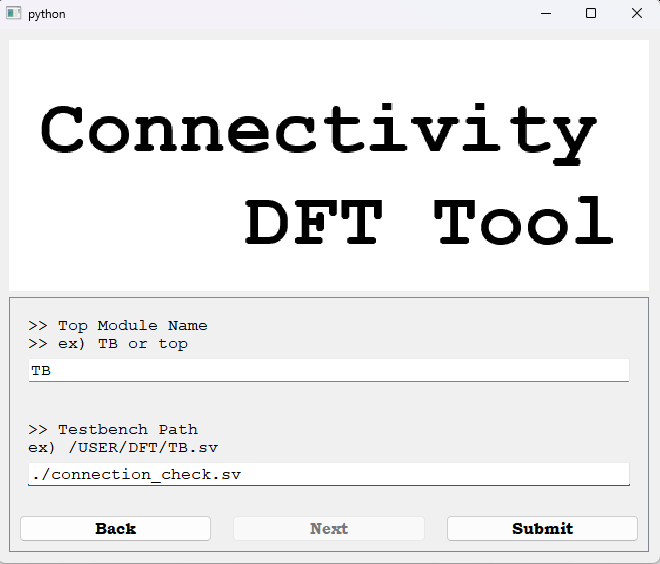 python
Connectivity
DFT Tool
>> Top Module Name
>> ex) TB or top
TB
>> Testbench Path
ex) /USER/DFT/TB.sv
./connection_check.sv
Back
Next
Submit